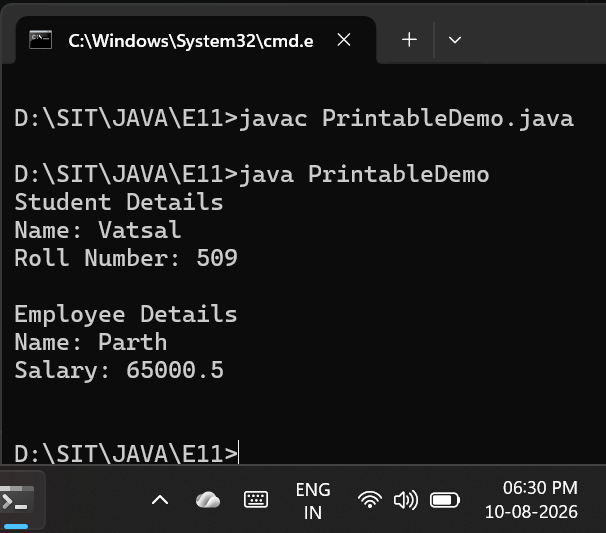 C:\Windows\System32\cmd.e
D:\SIT\JAVA\E11>javac PrintableDemo.java
D:\SIT\JAVA\E11>java PrintableDemo
Student Details
Name: Vatsal
Roll Number: 509
Employee Details
Name: Parth
Salary: 65000.5
D:\SIT\JAVA\E11>
ENG
IN
06:30 PM
10-08-2026